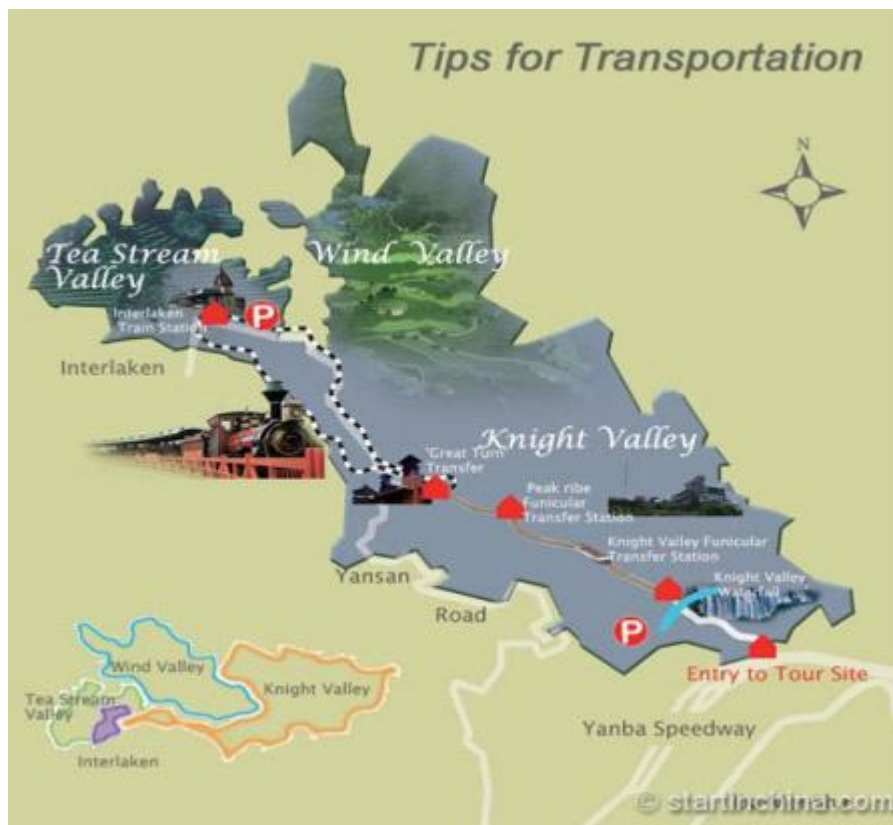 Tips for Transportation
N
Tea Stream
Valley
Wind Valley
Interlaken
Train Station
P
Interlaken
Knight Valley
'Great Turn
Transfer
Peak ribe
Funicular
Transfer Station
Knight Valley Funicular
Transfer Station
Knight Valley
Waterfall
Yansan
Road
P
Entry to Tour Site
Yanba Speedway
Wind Valley
Knight Valley
Tea Stream
Valley
Interlaken
© startinchina.com